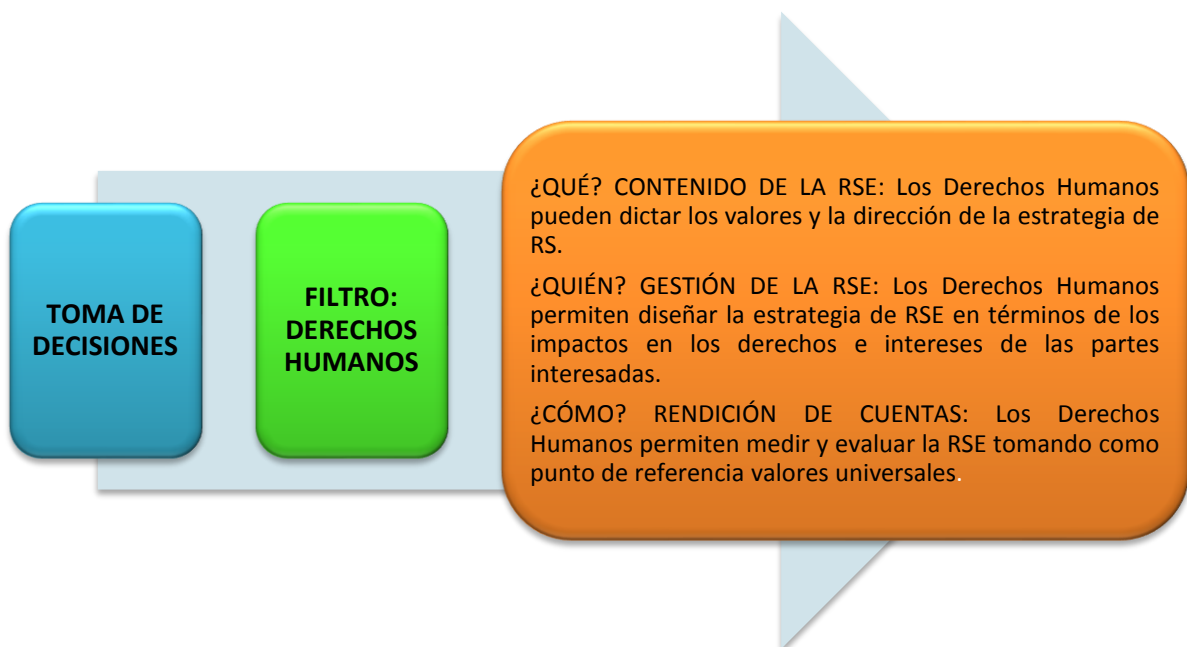 TOMA DE
DECISIONES
FILTRO:
DERECHOS
HUMANOS
¿QUÉ? CONTENIDO DE LA RSE: Los Derechos Humanos
pueden dictar los valores y la dirección de la estrategia de
RS.
¿QUIÉN? GESTIÓN DE LA RSE: Los Derechos Humanos
permiten diseñar la estrategia de RSE en términos de los
impactos en los derechos e intereses de las partes
interesadas.
¿CÓMO? RENDICIÓN DE CUENTAS: Los Derechos
Humanos permiten medir y evaluar la RSE tomando como
punto de referencia valores universales.